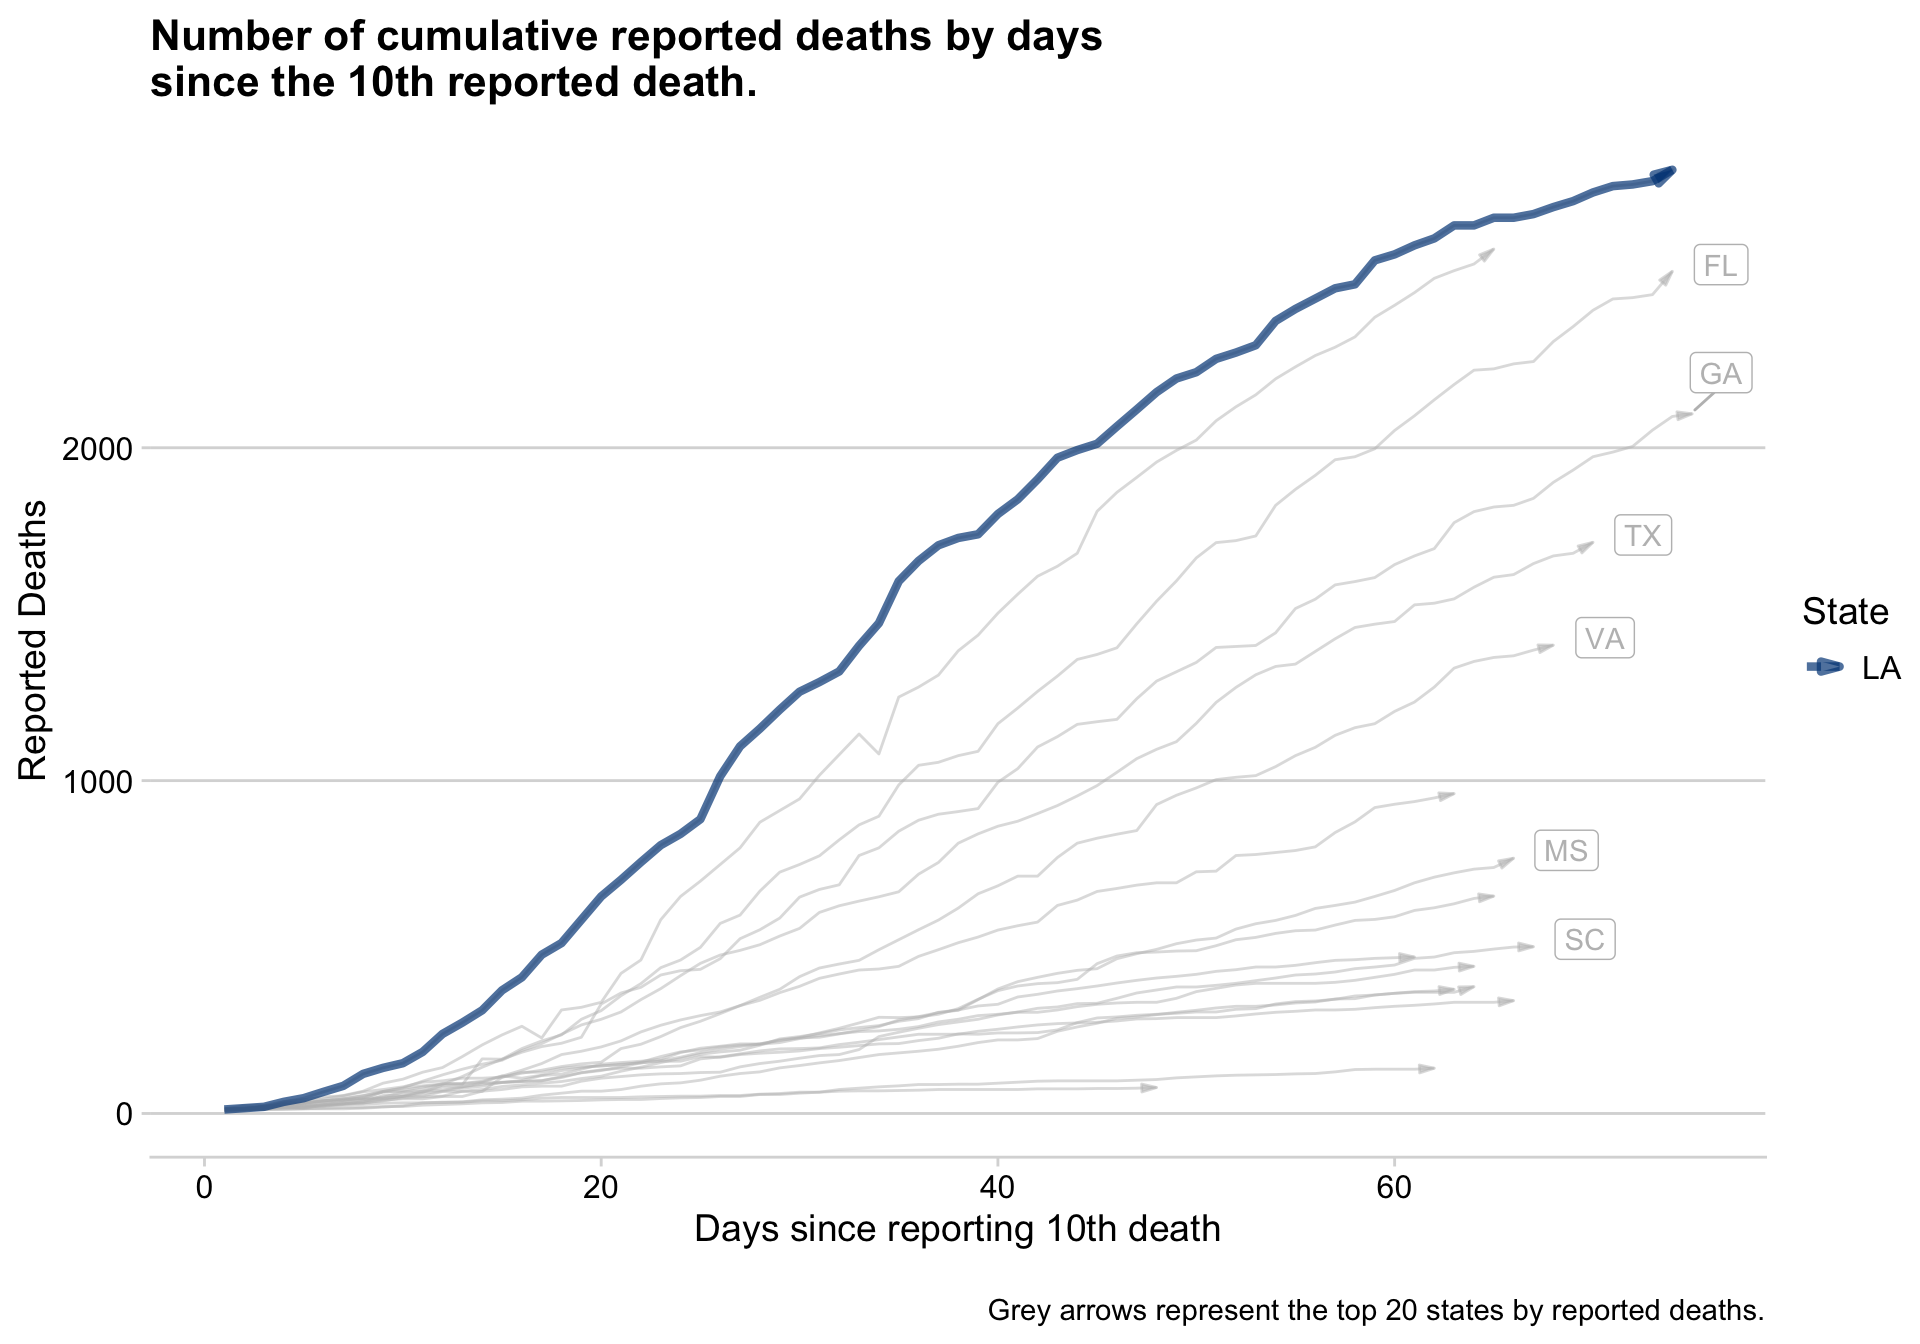 Number of cumulative reported deaths by days
since the 10th reported death.
FL
GA
2000
TX
Reported Deaths
State
VA
LA
1000
MS
SC
0
0 20 40 60
Days since reporting 10th death
Grey arrows represent the top 20 states by reported deaths.